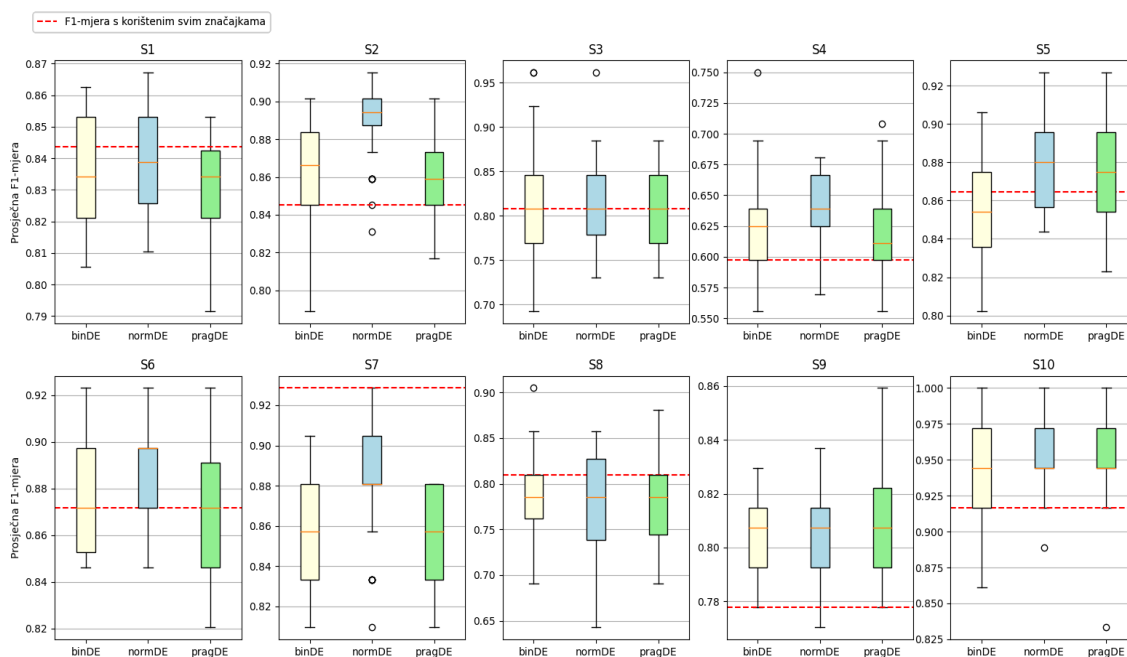 F1-mjera s korištenim svim značajkama
S1
S2
S3
S4
S5
Prosječna F1-mjera
0.87
0.86
0.85
0.84
0.83
0.82
0.81
0.80
0.79
binDE
normDE
pragDE
0.92
0.90
0.88
0.86
0.84
0.82
0.80
binDE
normDE
pragDE
0.95
0.90
0.85
0.80
0.75
0.70
binDE
normDE
pragDE
0.750
0.725
0.700
0.675
0.650
0.625
0.600
0.575
0.550
binDE
normDE
pragDE
0.92
0.90
0.88
0.86
0.84
0.82
0.80
binDE
normDE
pragDE
S6
S7
S8
S9
S10
Prosječna F1-mjera
0.92
0.90
0.88
0.86
0.84
0.82
binDE
normDE
pragDE
0.92
0.90
0.88
0.86
0.84
0.82
binDE
normDE
pragDE
0.90
0.85
0.80
0.75
0.70
0.65
binDE
normDE
pragDE
0.86
0.84
0.82
0.80
0.78
binDE
normDE
pragDE
1.000
0.975
0.950
0.925
0.900
0.875
0.850
0.825
binDE
normDE
pragDE